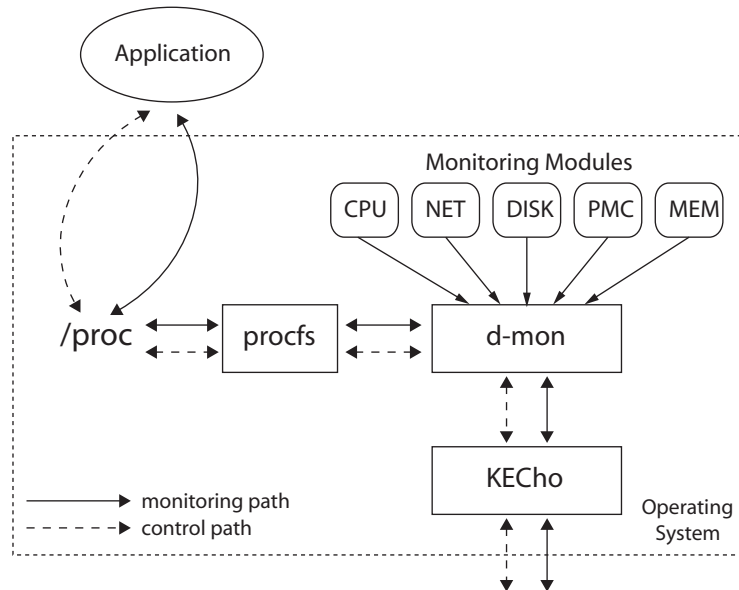 Application
Monitoring Modules
CPU NET DISK PMC MEM
/proc procfs d-mon
KECho
monitoring path
control path
Operating
System